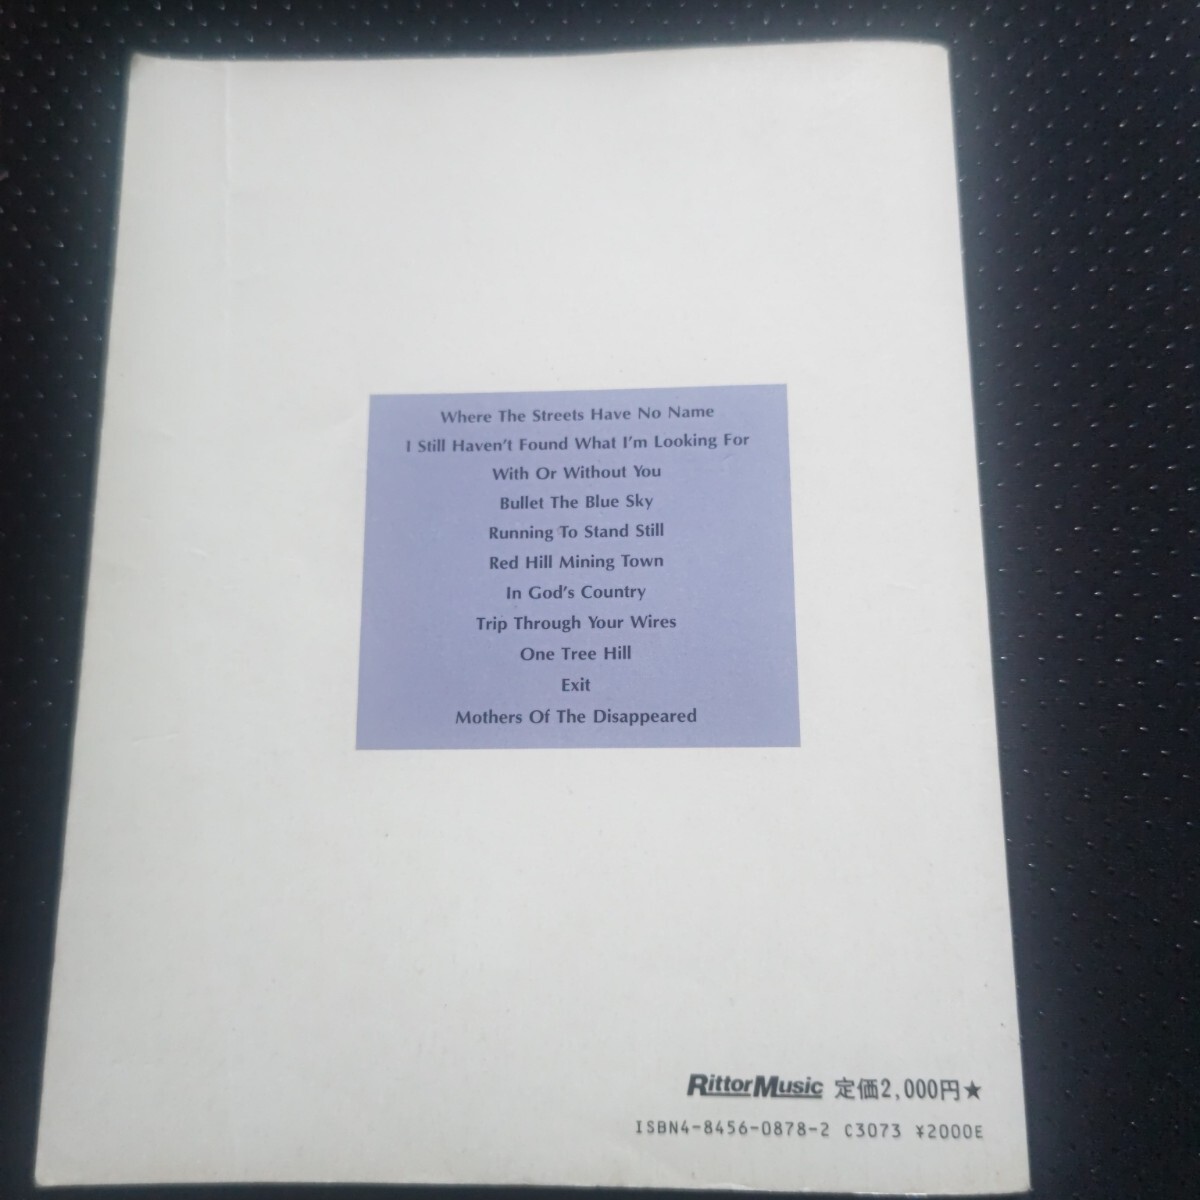 Where The Streets Have No Name
I Still Haven't Found What I'm Looking For
With Or Without You
Bullet The Blue Sky
Running To Stand Still
Red Hill Mining Town
In God's Country
Trip Through Your Wires
One Tree Hill
Exit
Mothers Of The Disappeared
RittorMusic 定価2,000円★
ISBN4-8456-0878-2 C3073 ¥2000E